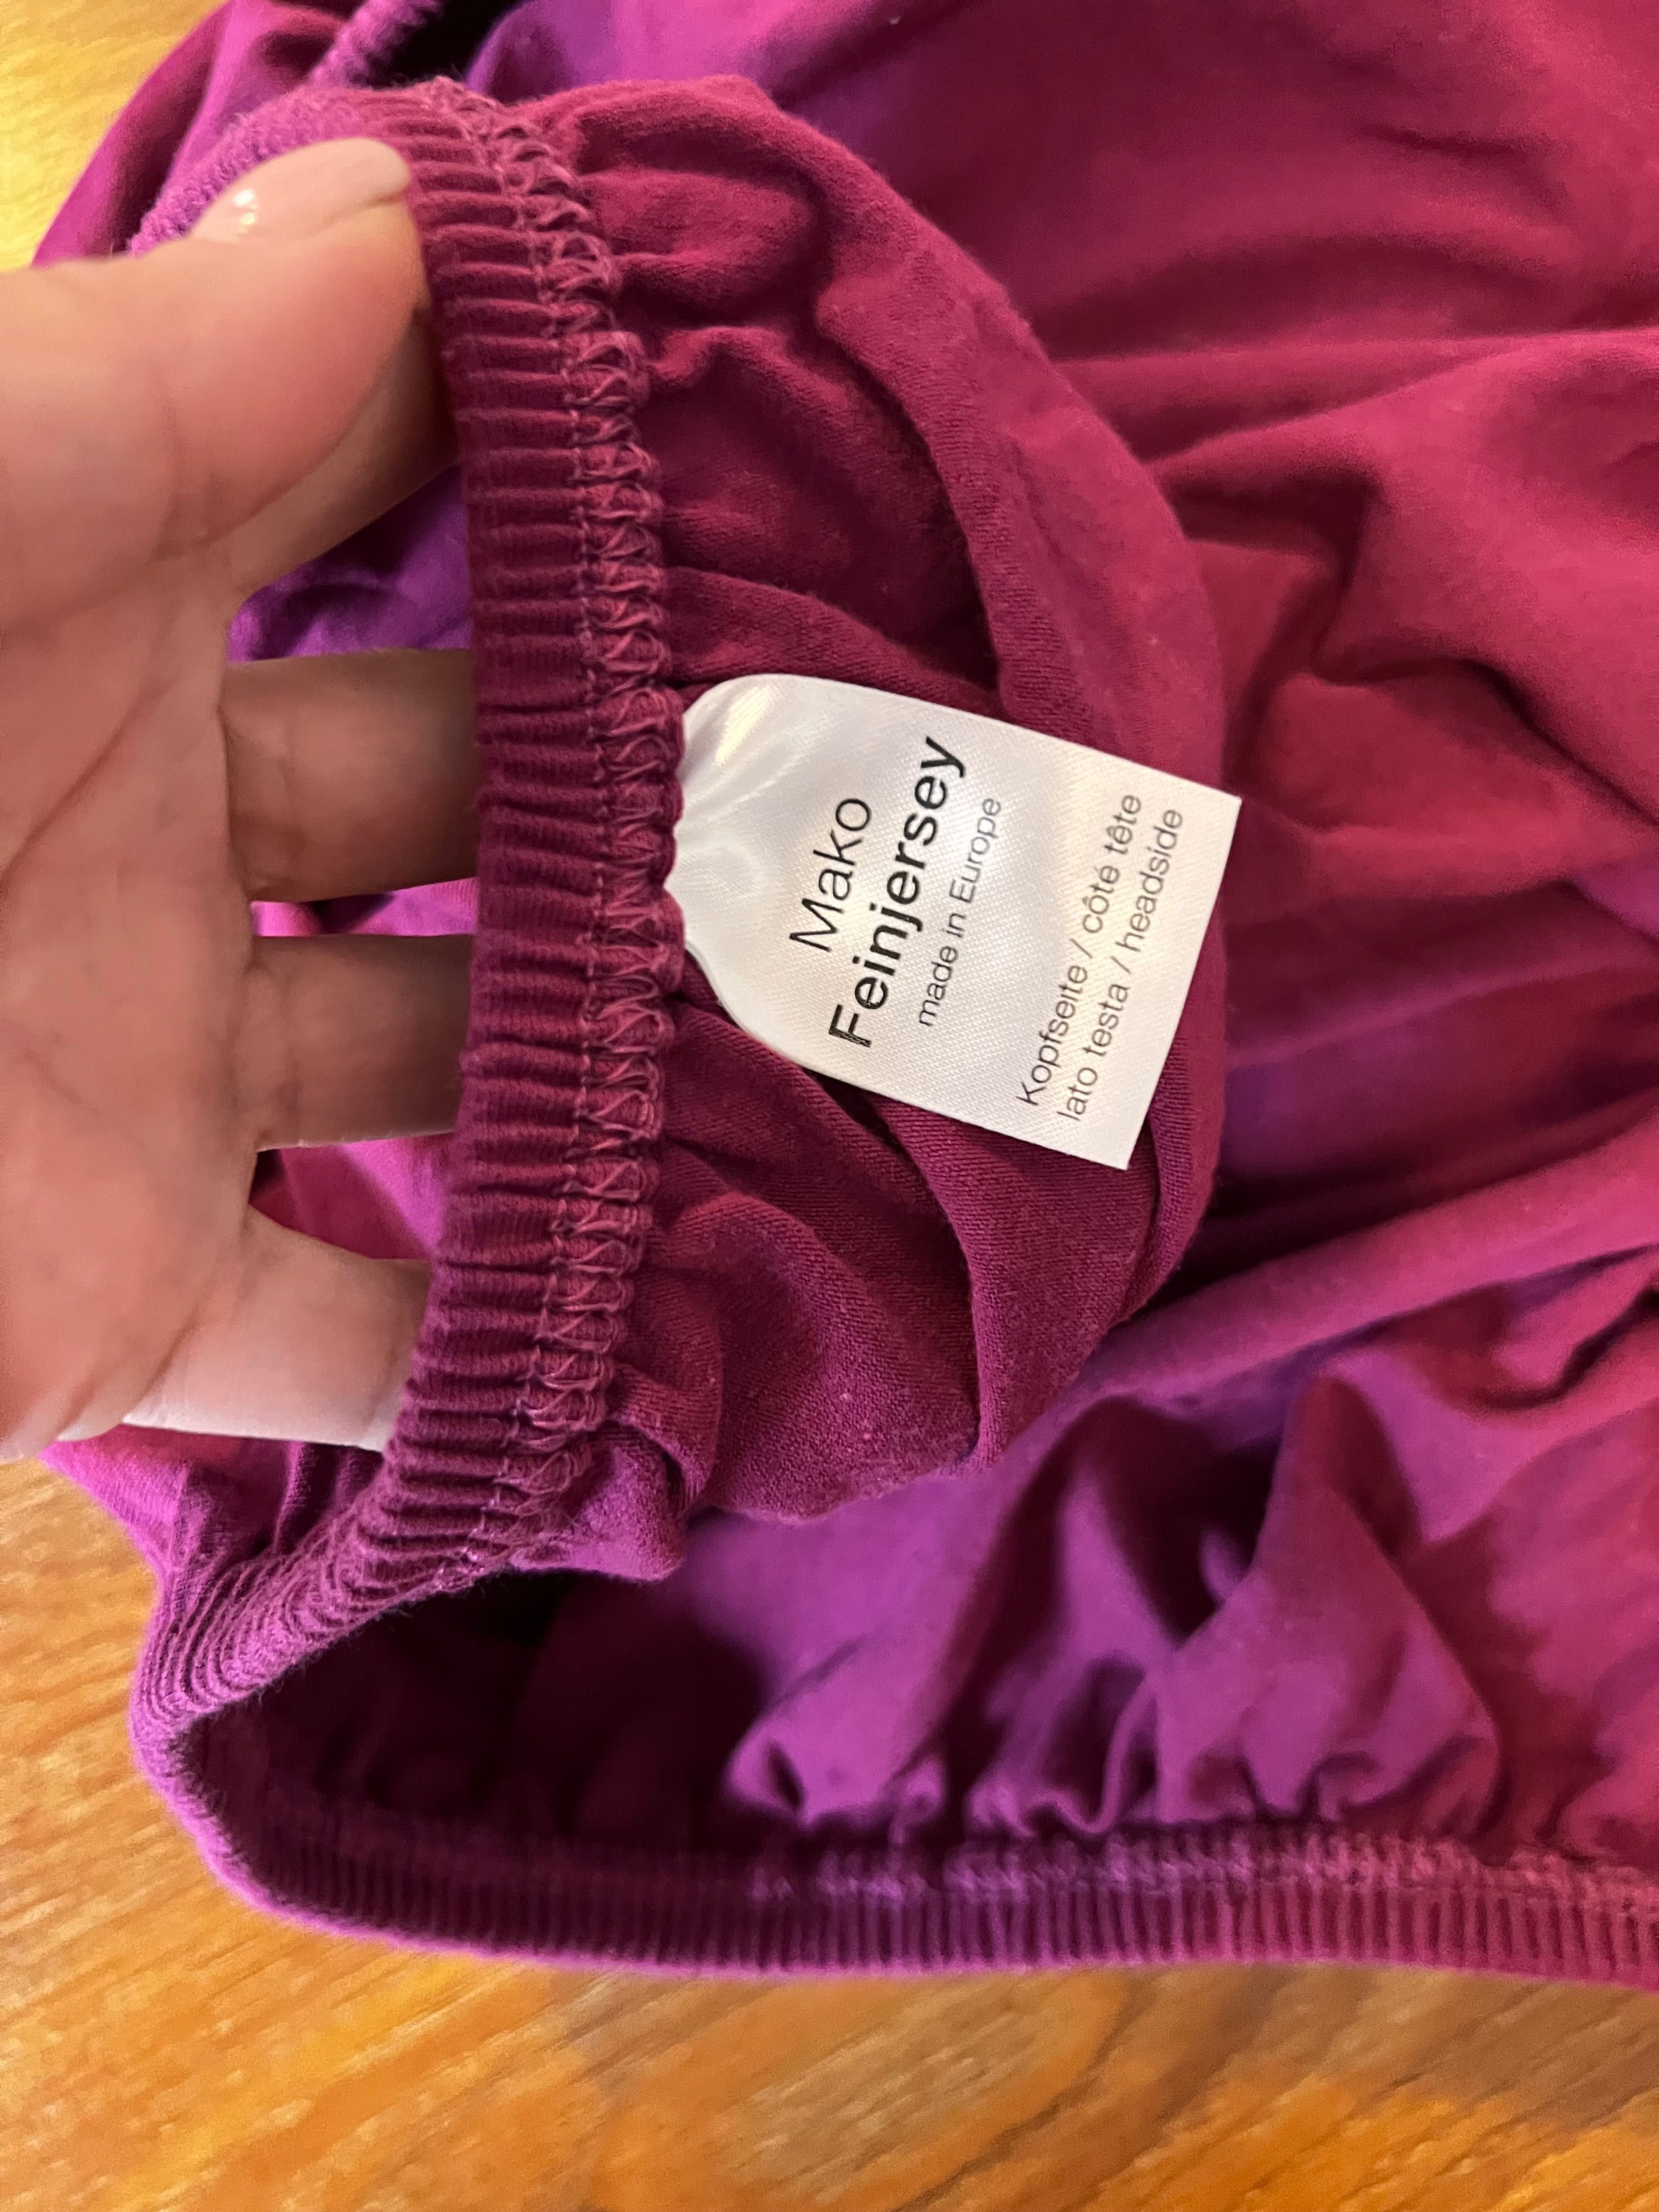 Mako
Feinjersey
made in Europe
Kopfseite / côté tête
lato testa / headside